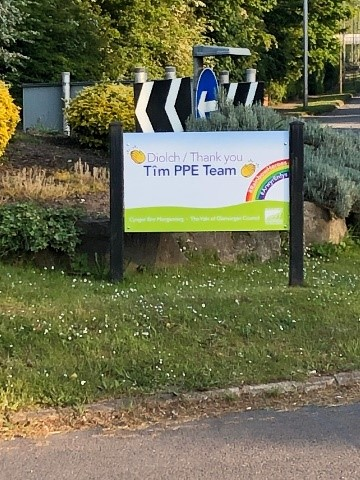 Diolch / Thank you
Tîm PPE Team
Cyngor Bro Morgannwg ~ The Vale of Glamorgan Council